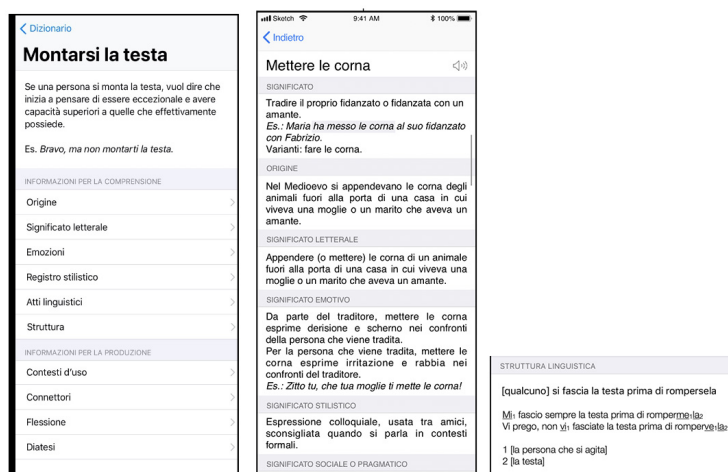 Dizionario
Montarsi la testa
Se una persona si monta la testa, vuol dire che
inizia a pensare di essere eccezionale e avere
capacità superiori a quelle che effettivamente
possiede.
Es. Bravo, ma non montarti la testa.
INFORMAZIONI PER LA COMPRENSIONE
Origine
Significato letterale
Emozioni
Registro stilistico
Atti linguistici
Struttura
INFORMAZIONI PER LA PRODUZIONE
Contesti d'uso
Connettori
Flessione
Diatesi
Sketch 9:41 AM 100%
Indietro
Mettere le corna
SIGNIFICATO
Tradire il proprio fidanzato o fidanzata con un
amante.
Es.: Maria ha messo le corna al suo fidanzato
con Fabrizio.
Varianti: fare le corna.
ORIGINE
Nel Medioevo si appendevano le corna degli
animali fuori alla porta di una casa in cui
viveva una moglie o un marito che aveva un
amante.
SIGNIFICATO LETTERALE
Appendere (o mettere) le corna di un animale
fuori alla porta di una casa in cui viveva una
moglie o un marito che aveva un amante.
SIGNIFICATO EMOTIVO
Da parte del traditore, mettere le corna
esprime derisione e scherno nei confronti
della persona che viene tradita.
Per la persona che viene tradita, mettere le
corna esprime irritazione e rabbia nei
confronti del traditore.
Es.: Zitto tu, che tua moglie ti mette le corna!
SIGNIFICATO STILISTICO
Espressione colloquiale, usata tra amici,
sconsigliata quando si parla in contesti
formali.
SIGNIFICATO SOCIALE O PRAGMATICO
STRUTTURA LINGUISTICA
[qualcuno] si fascia la testa prima di rompersela
Mi₁ fascio sempre la testa prima di romperme₁la₂
Vi prego, non vi₁ fasciate la testa prima di romperve₁la₂
1 [la persona che si agita]
2 [la testa]